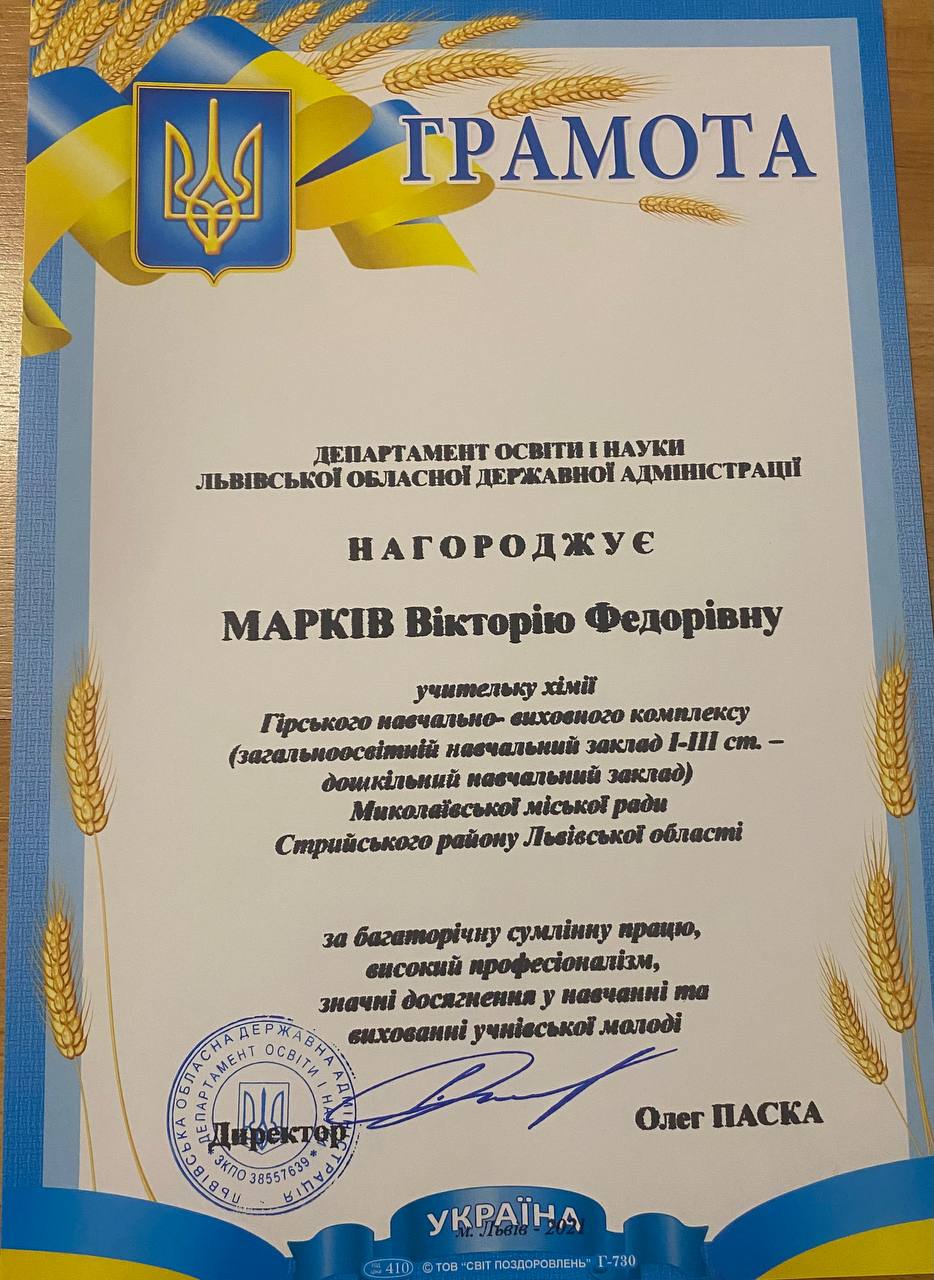 ГРАМОТА
ДЕПАРТАМЕНТ ОСВІТИ І НАУКИ
ЛЬВІВСЬКОЇ ОБЛАСНОЇ ДЕРЖАВНОЇ АДМІНІСТРАЦІЇ
НАГОРОДЖУЄ
МАРКІВ Вікторію Федорівну
учительку хімії
Гірського навчально- виховного комплексу
(загальноосвітній навчальний заклад І-ІІІ ст. –
дошкільний навчальний заклад)
Миколаївської міської ради
Стрийського району Львівської області
за багаторічну сумлінну працю,
високий професіоналізм,
значні досягнення у навчанні та
вихованні учнівської молоді
ЛЬВІВСЬКА ОБЛАСНА ДЕРЖАВНА АДМІНІСТРАЦІЯ
ДЕПАРТАМЕНТ ОСВІТИ І НАУКИ
* ЗКПО 38557639 *
Директор
Олег ПАСКА
УКРАЇНА
м. Львів - 2021
410 © ТОВ "СВІТ ПОЗДОРОВЛЕНЬ" Г-730